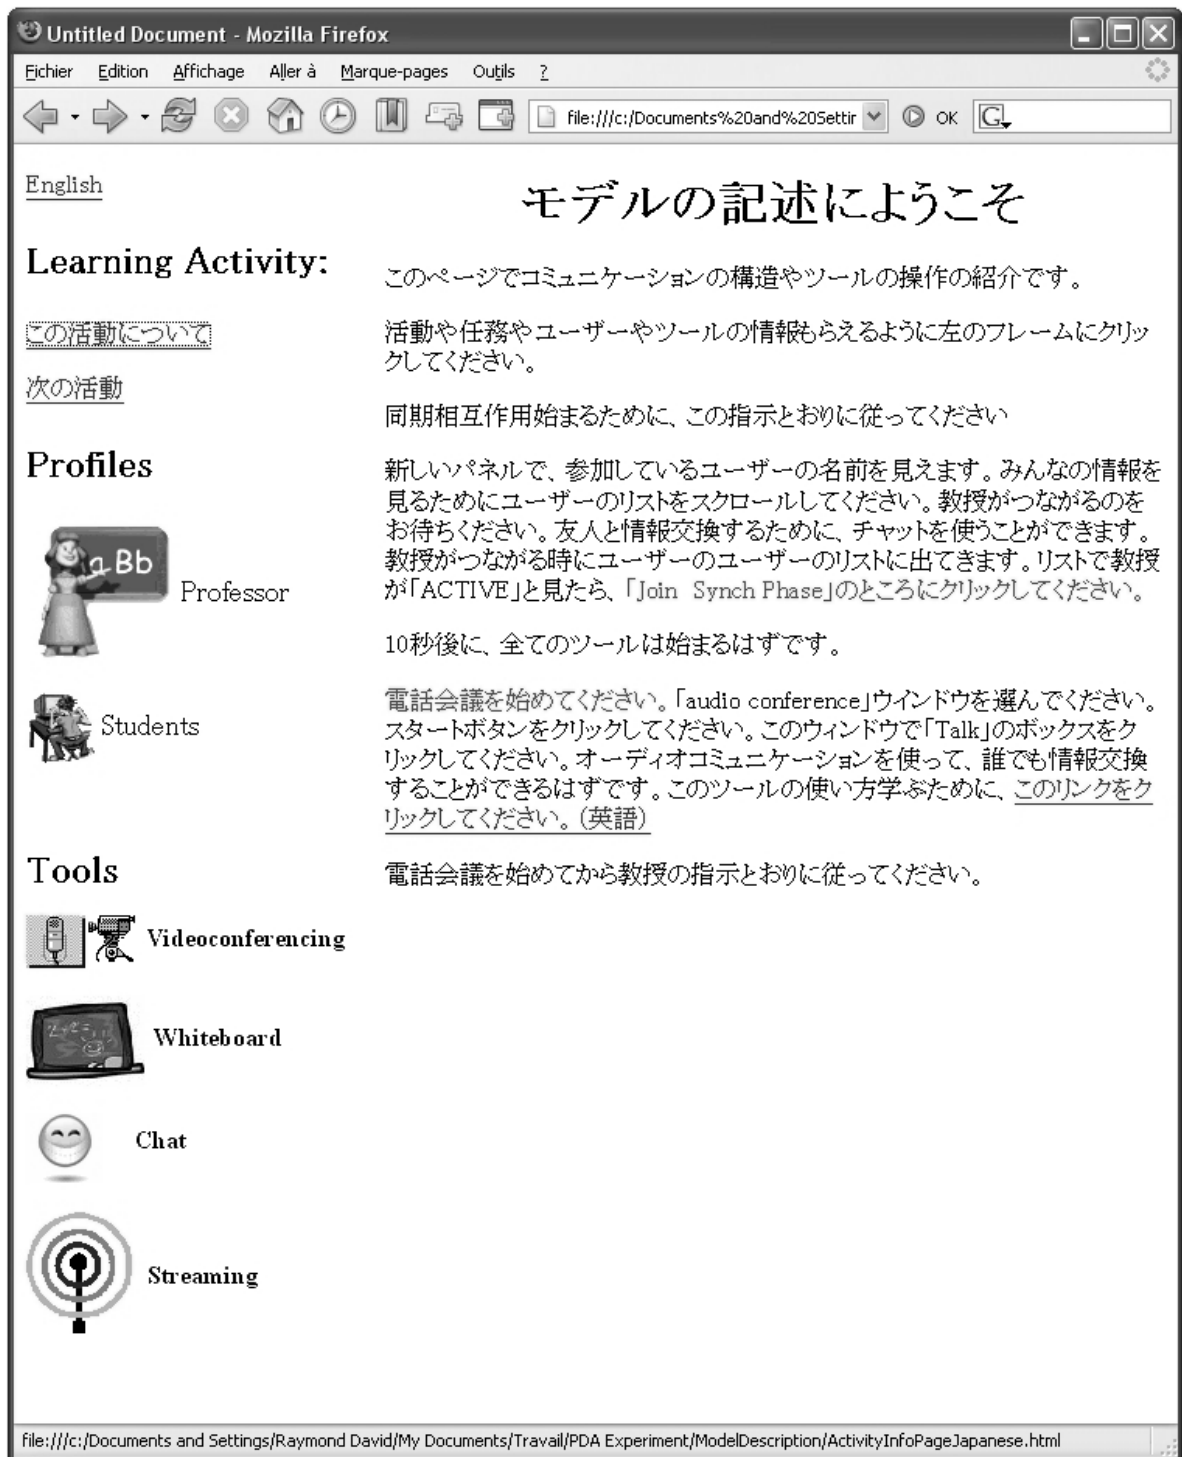 Untitled Document - Mozilla Firefox
Fichier Edition Affichage Aller à Marque-pages Outils ?
file:///c:/Documents%20and%20Settir OK G
English
Learning Activity:
この活動について
次の活動
Profiles
a Bb
Professor
Students
Tools
Videoconferencing
Whiteboard
Chat
Streaming
モデルの記述にようこそ
このページでコミュニケーションの構造やツールの操作の紹介です。
活動や任務やユーザーやツールの情報もらえるように左のフレームにクリッ
クしてください。
同期相互作用始まるために、この指示とおりに従ってください
新しいパネルで、参加しているユーザーの名前を見えます。みんなの情報を
見るためにユーザーのリストをスクロールしてください。教授がつながるのを
お待ちください。友人と情報交換するために、チャットを使うことができます。
教授がつながる時にユーザーのユーザーのリストに出てきます。リストで教授
が「ACTIVE」と見たら、「Join Synch Phase」のところにクリックしてください。
10秒後に、全てのツールは始まるはずです。
電話会議を始めてください。「audio conference」ウインドウを選んでください。
スタートボタンをクリックしてください。このウィンドウで「Talk」のボックスをク
リックしてください。オーディオコミュニケーションを使って、誰でも情報交換
することができるはずです。このツールの使い方学ぶために、このリンクをク
リックしてください。（英語）
電話会議を始めてから教授の指示とおりに従ってください。
file:///c:/Documents and Settings/Raymond David/My Documents/Travail/PDA Experiment/ModelDescription/ActivityInfoPageJapanese.html